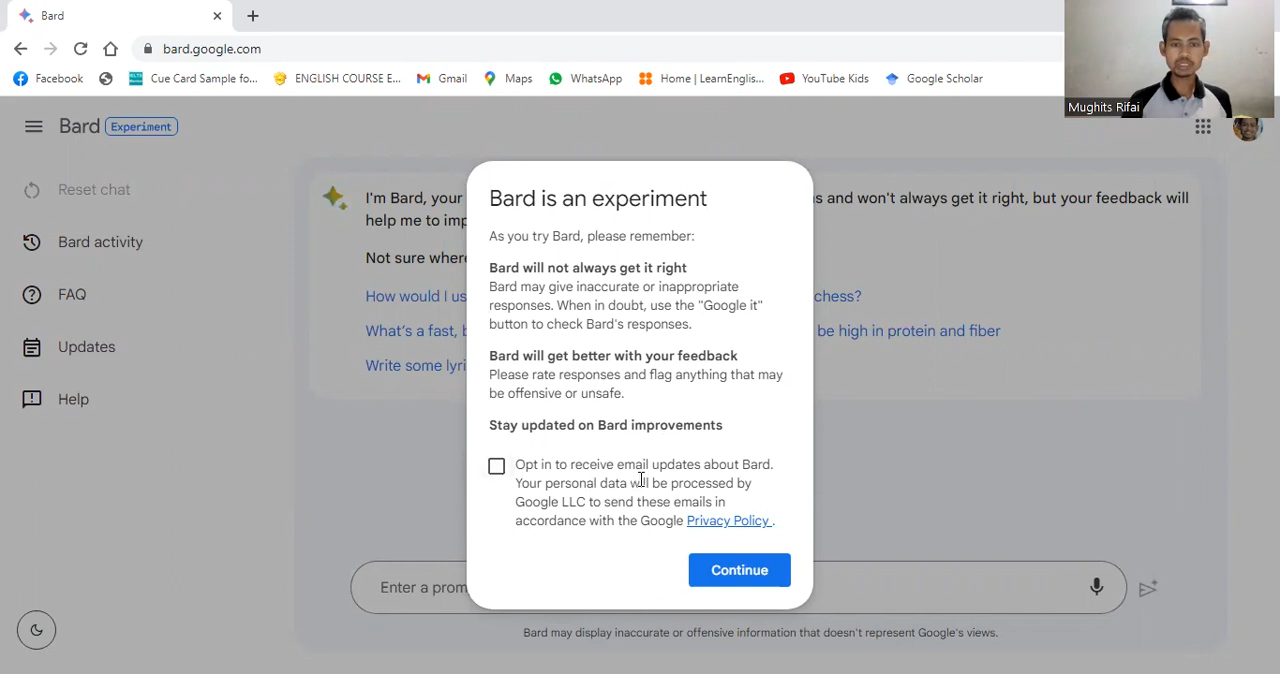 Bard
bard.google.com
Facebook
Cue Card Sample fo...
ENGLISH COURSE E...
Gmail
Maps
WhatsApp
Home | LearnEnglis...
YouTube Kids
Google Scholar
Mughits Rifai
Bard Experiment
Reset chat
Bard activity
FAQ
Updates
Help
I'm Bard, your
s and won't always get it right, but your feedback will
help me to imp
Not sure where
How would I us
chess?
What's a fast, b
be high in protein and fiber
Write some lyri
Bard is an experiment
As you try Bard, please remember:
Bard will not always get it right
Bard may give inaccurate or inappropriate
responses. When in doubt, use the "Google it"
button to check Bard's responses.
Bard will get better with your feedback
Please rate responses and flag anything that may
be offensive or unsafe.
Stay updated on Bard improvements
Opt in to receive email updates about Bard.
Your personal data will be processed by
Google LLC to send these emails in
accordance with the Google Privacy Policy .
Continue
Enter a prom
Bard may display inaccurate or offensive information that doesn't represent Google's views.